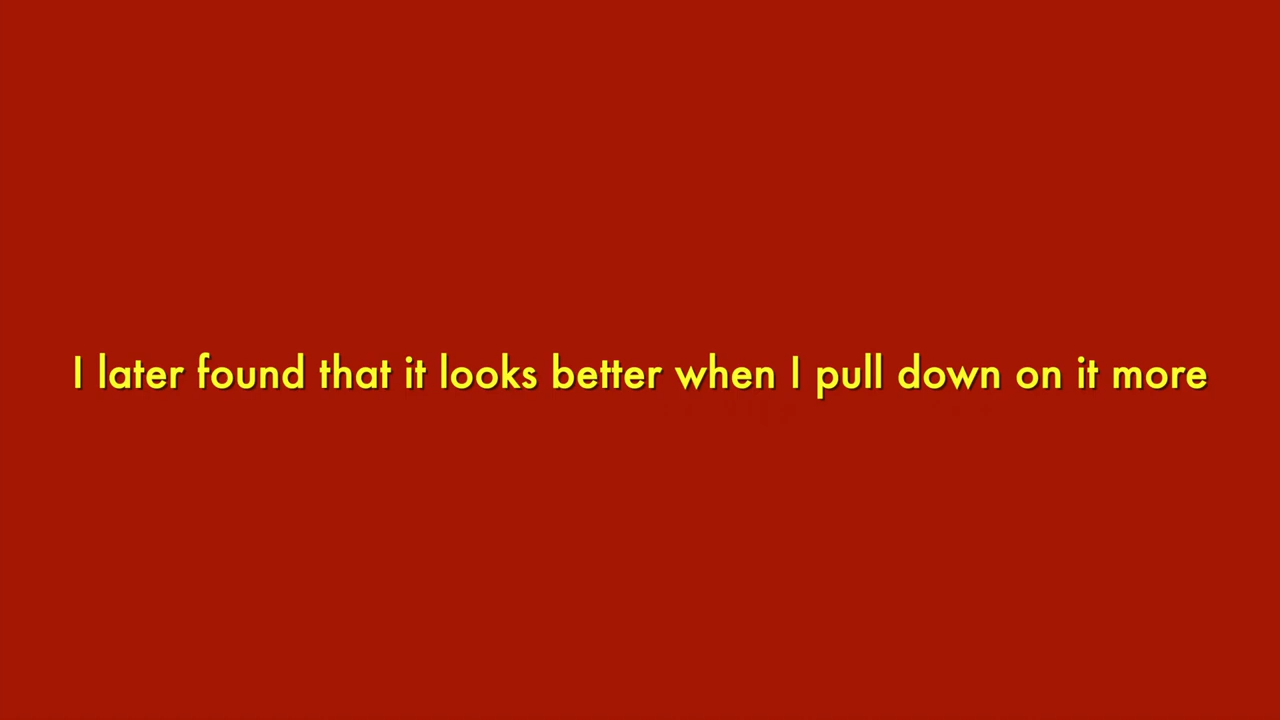 I later found that it looks better when I pull down on it more